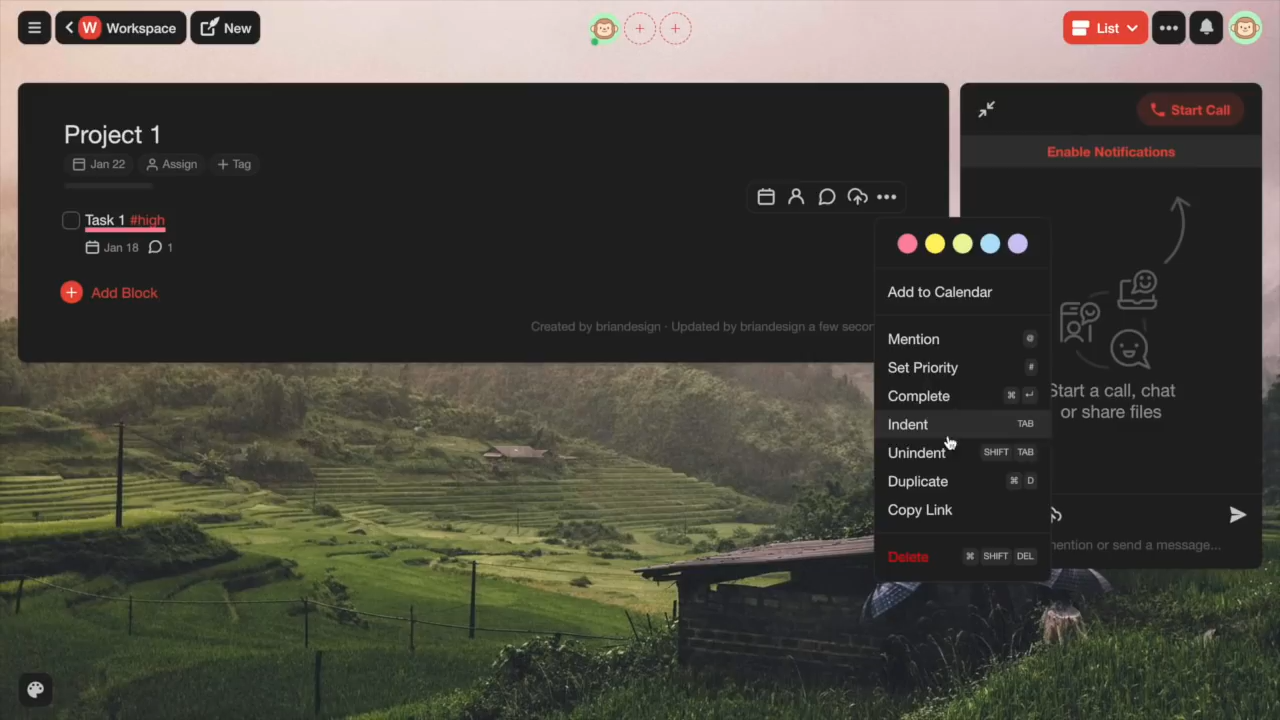 W Workspace
New
List
Project 1
Jan 22
Assign
+ Tag
Task 1 #high
Jan 18
1
Add Block
Created by briandesign · Updated by briandesign a few
Start Call
Enable Notifications
Start a call, chat
or share files
mention or send a message...
Add to Calendar
Mention @
Set Priority #
Complete ⌘ ↵
Indent TAB
Unindent SHIFT TAB
Duplicate ⌘ D
Copy Link
Delete ⌘ SHIFT DEL